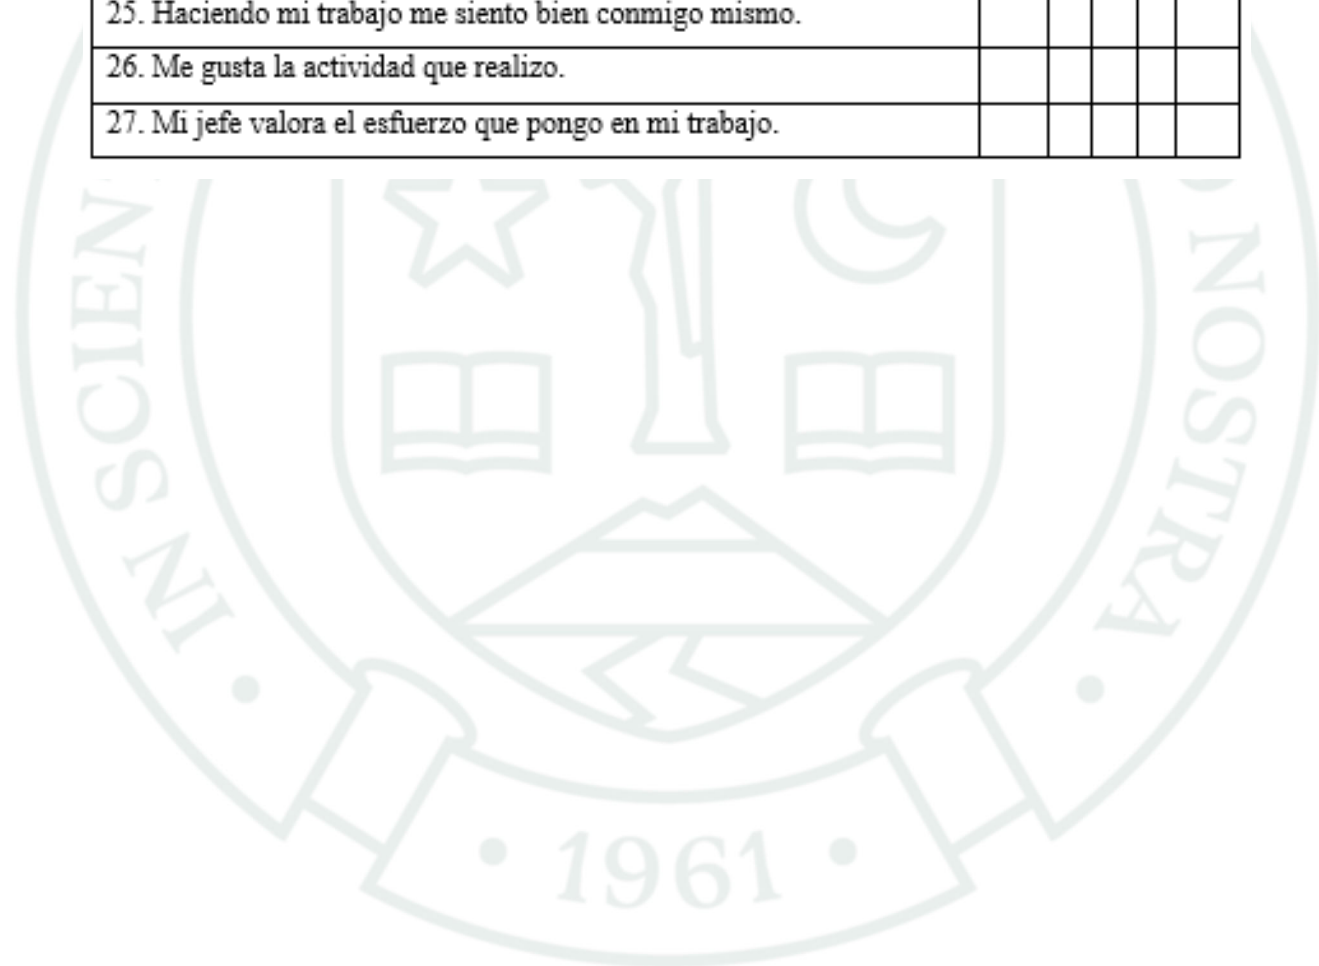 25. Haciendo mi trabajo me siento bien conmigo mismo.
26. Me gusta la actividad que realizo.
27. Mi jefe valora el esfuerzo que pongo en mi trabajo.
IN SCIEN
NOSTRA
• 1961 •